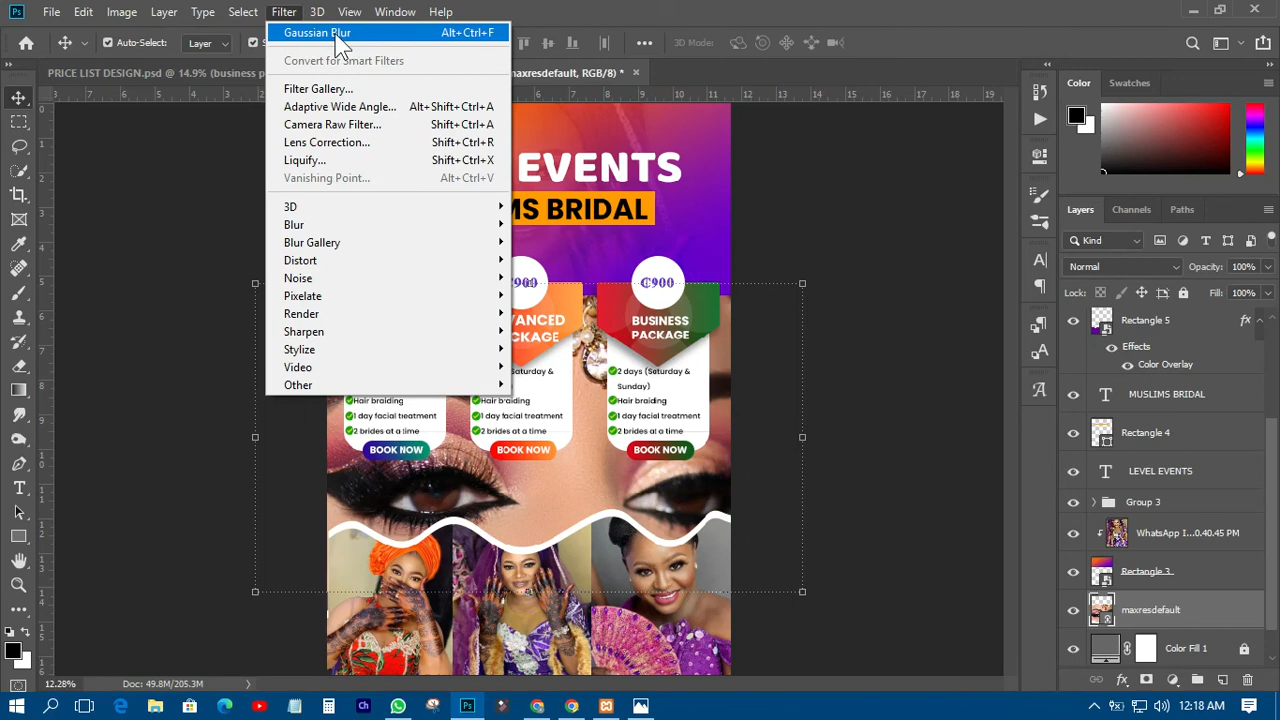 Ps File Edit Image Layer Type Select Filter 3D View Window Help
Auto-Select: Layer 3D Mode:
PRICE LIST DESIGN.psd @ 14.9% (business p
maxresdefault, RGB/8) *
Gaussian Blur Alt+Ctrl+F
Convert for Smart Filters
Filter Gallery...
Adaptive Wide Angle... Alt+Shift+Ctrl+A
Camera Raw Filter... Shift+Ctrl+A
Lens Correction... Shift+Ctrl+R
Liquify... Shift+Ctrl+X
Vanishing Point... Alt+Ctrl+V
3D
Blur
Blur Gallery
Distort
Noise
Pixelate
Render
Sharpen
Stylize
Video
Other
EVENTS
MS BRIDAL
₵900
₵900
VANCED
CKAGE
BUSINESS
PACKAGE
Saturday &
2 days (Saturday &
Sunday)
Hair braiding
Hair braiding
Hair braiding
1 day facial treatment
1 day facial treatment
1 day facial treatment
2 brides at a time
2 brides at a time
2 brides at a time
BOOK NOW
BOOK NOW
BOOK NOW
Color Swatches
Layers Channels Paths
Kind
Normal Opacity: 100%
Lock: Fill: 100%
Rectangle 5 fx
Effects
Color Overlay
MUSLIMS BRIDAL
Rectangle 4
LEVEL EVENTS
Group 3
WhatsApp I....0.40.45 PM
Rectangle 3
maxresdefault
Color Fill 1
12.28% Doc: 49.8M/205.3M
12:18 AM